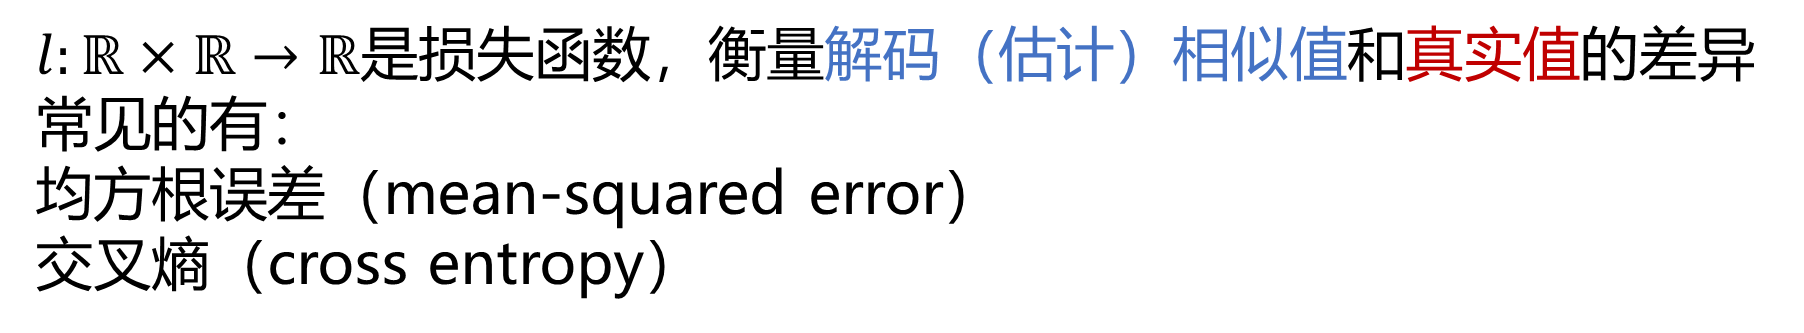 l: ℝ × ℝ → ℝ是损失函数，衡量解码（估计）相似值和真实值的差异
常见的有：
均方根误差（mean-squared error）
交叉熵（cross entropy）